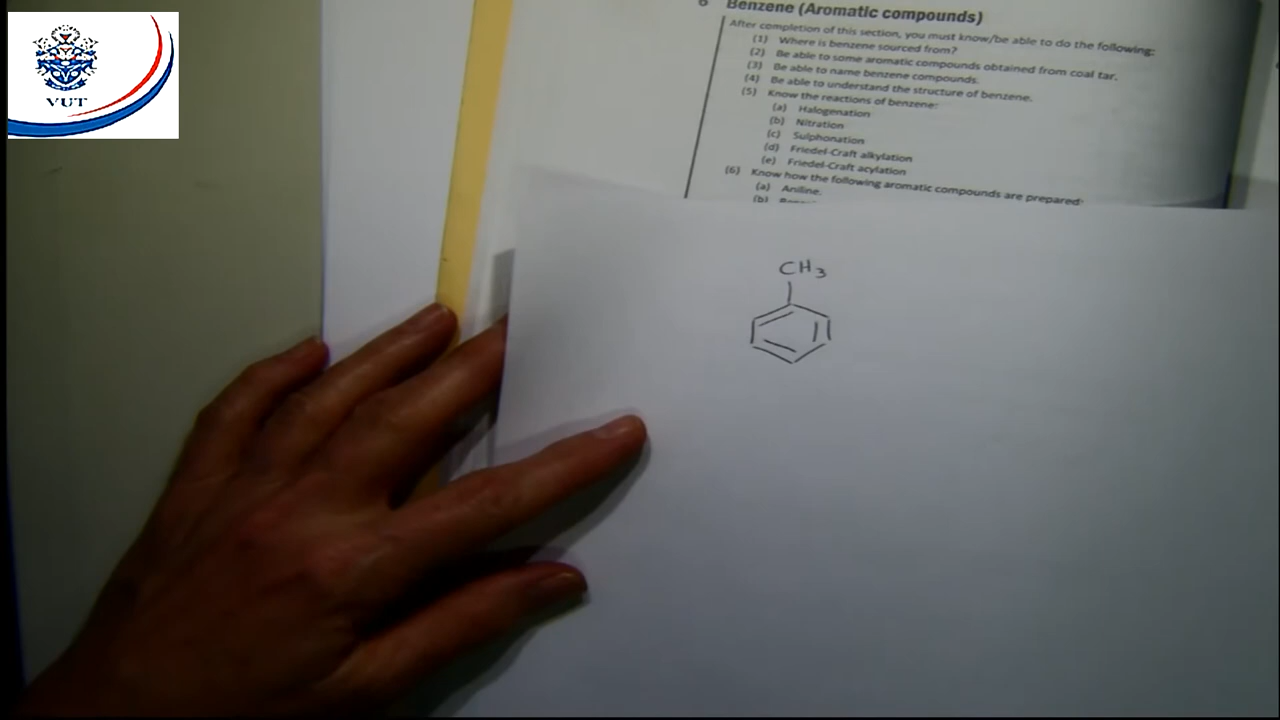 VUT
6 Benzene (Aromatic compounds)
After completion of this section, you must know/be able to do the following:
(1) Where is benzene sourced from?
(2) Be able to some aromatic compounds obtained from coal tar.
(3) Be able to name benzene compounds.
(4) Be able to understand the structure of benzene.
(5) Know the reactions of benzene:
(a) Halogenation
(b) Nitration
(c) Sulphonation
(d) Friedel-Craft alkylation
(e) Friedel-Craft acylation
(6) Know how the following aromatic compounds are prepared:
(a) Aniline.
(b)
CH3